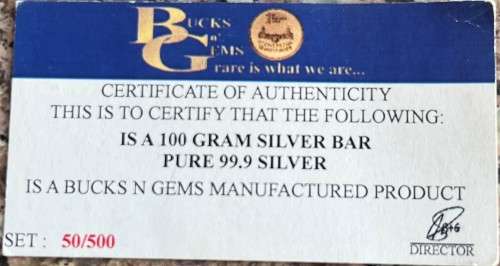 BUCKS
n'
GEMS
rare is what we are...
CERTIFICATE OF AUTHENTICITY
THIS IS TO CERTIFY THAT THE FOLLOWING:
IS A 100 GRAM SILVER BAR
PURE 99.9 SILVER
IS A BUCKS N GEMS MANUFACTURED PRODUCT
SET : 50/500
DIRECTOR